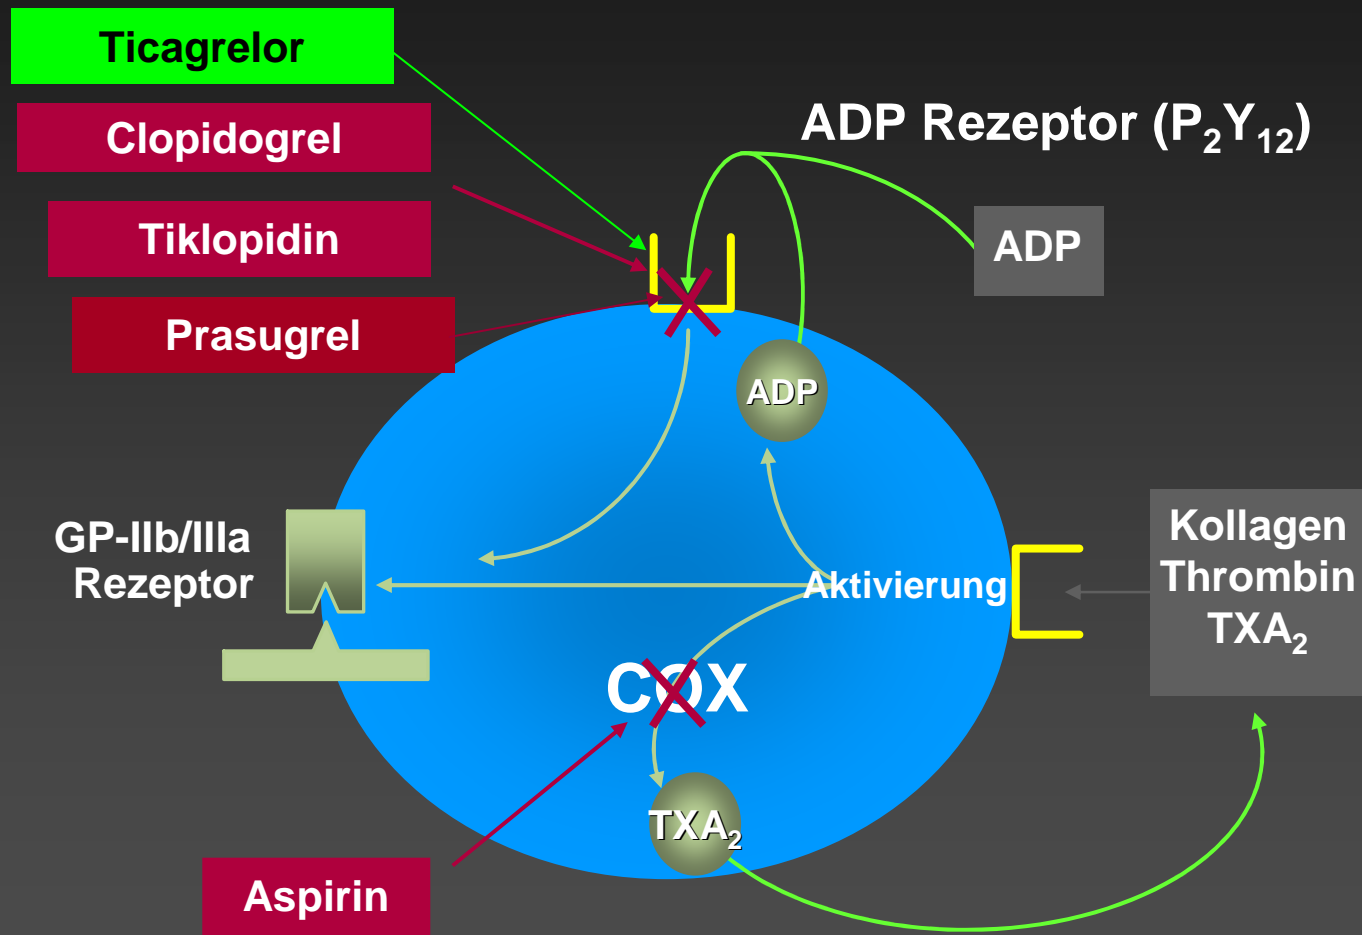 Ticagrelor
Clopidogrel
Tiklopidin
Prasugrel
ADP Rezeptor (P₂Y₁₂)
ADP
ADP
GP-IIb/IIIa
Rezeptor
Aktivierung
Kollagen
Thrombin
TXA₂
COX
TXA₂
Aspirin